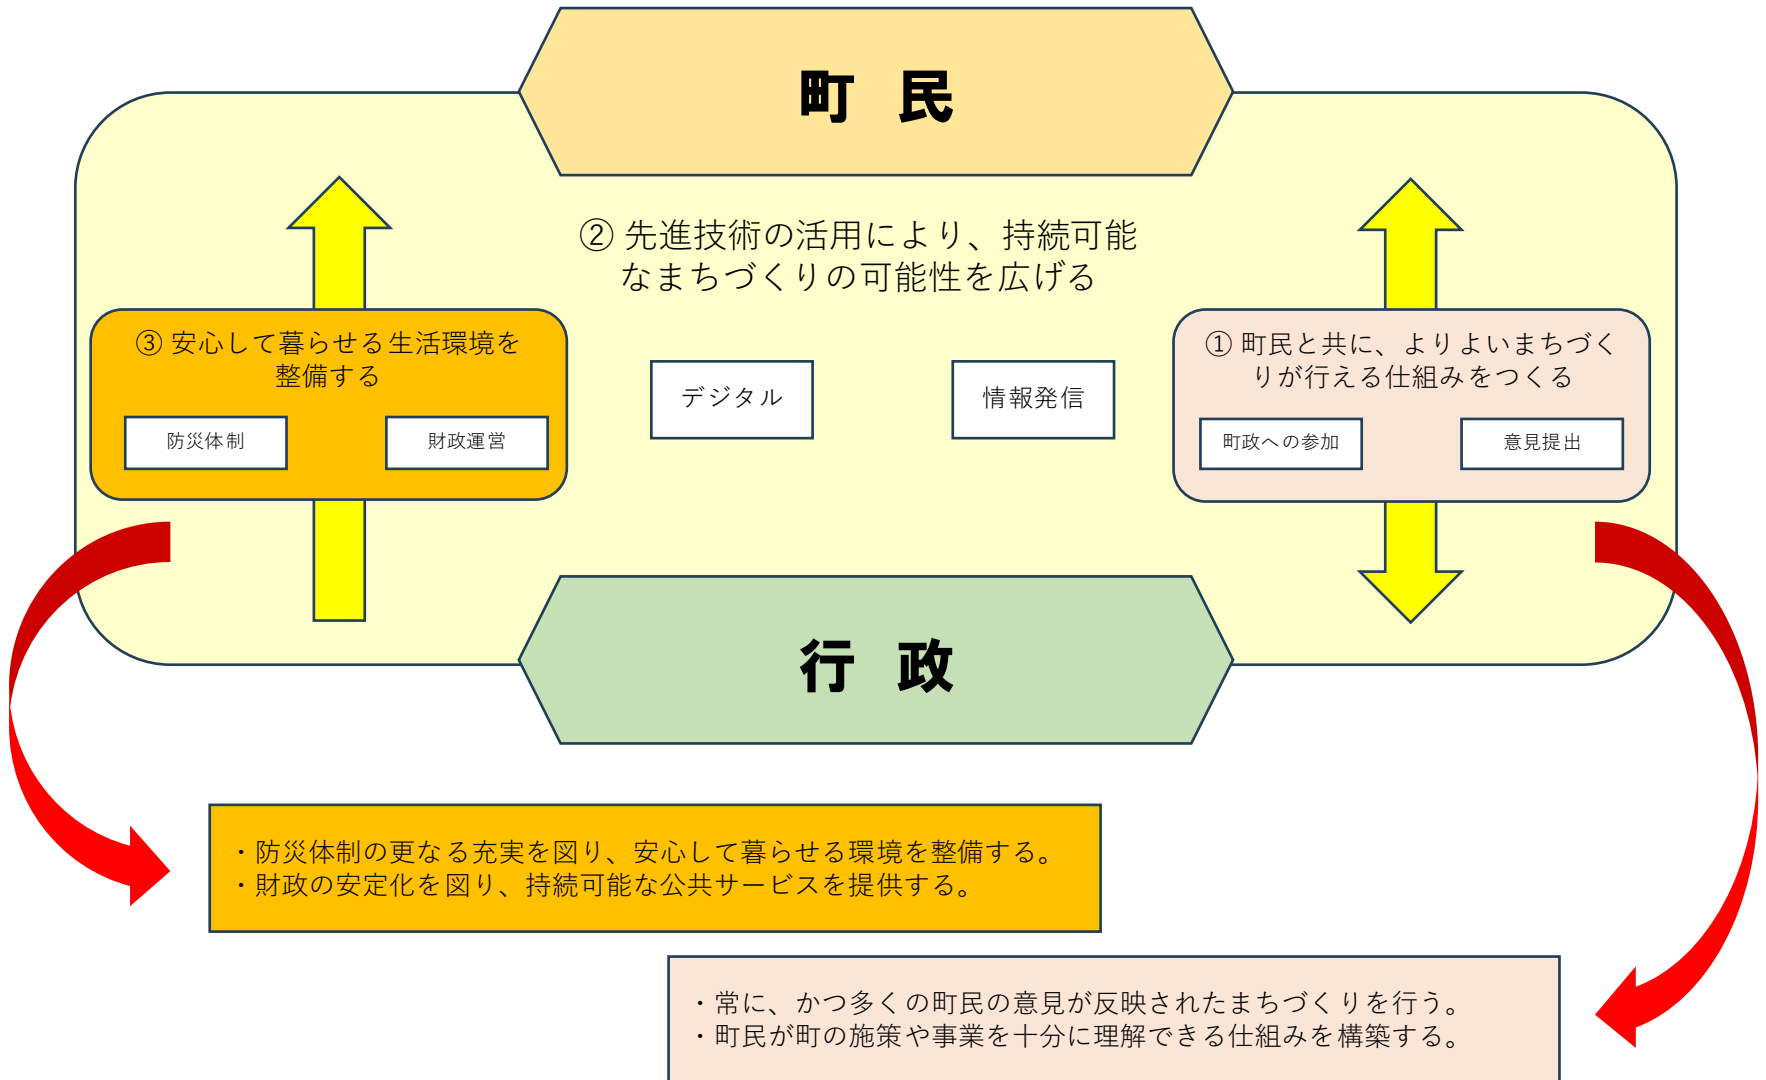 町 民
② 先進技術の活用により、持続可能
なまちづくりの可能性を広げる
③ 安心して暮らせる生活環境を
整備する
防災体制
財政運営
デジタル
情報発信
① 町民と共に、よりよいまちづく
りが行える仕組みをつくる
町政への参加
意見提出
行 政
・防災体制の更なる充実を図り、安心して暮らせる環境を整備する。
・財政の安定化を図り、持続可能な公共サービスを提供する。
・常に、かつ多くの町民の意見が反映されたまちづくりを行う。
・町民が町の施策や事業を十分に理解できる仕組みを構築する。